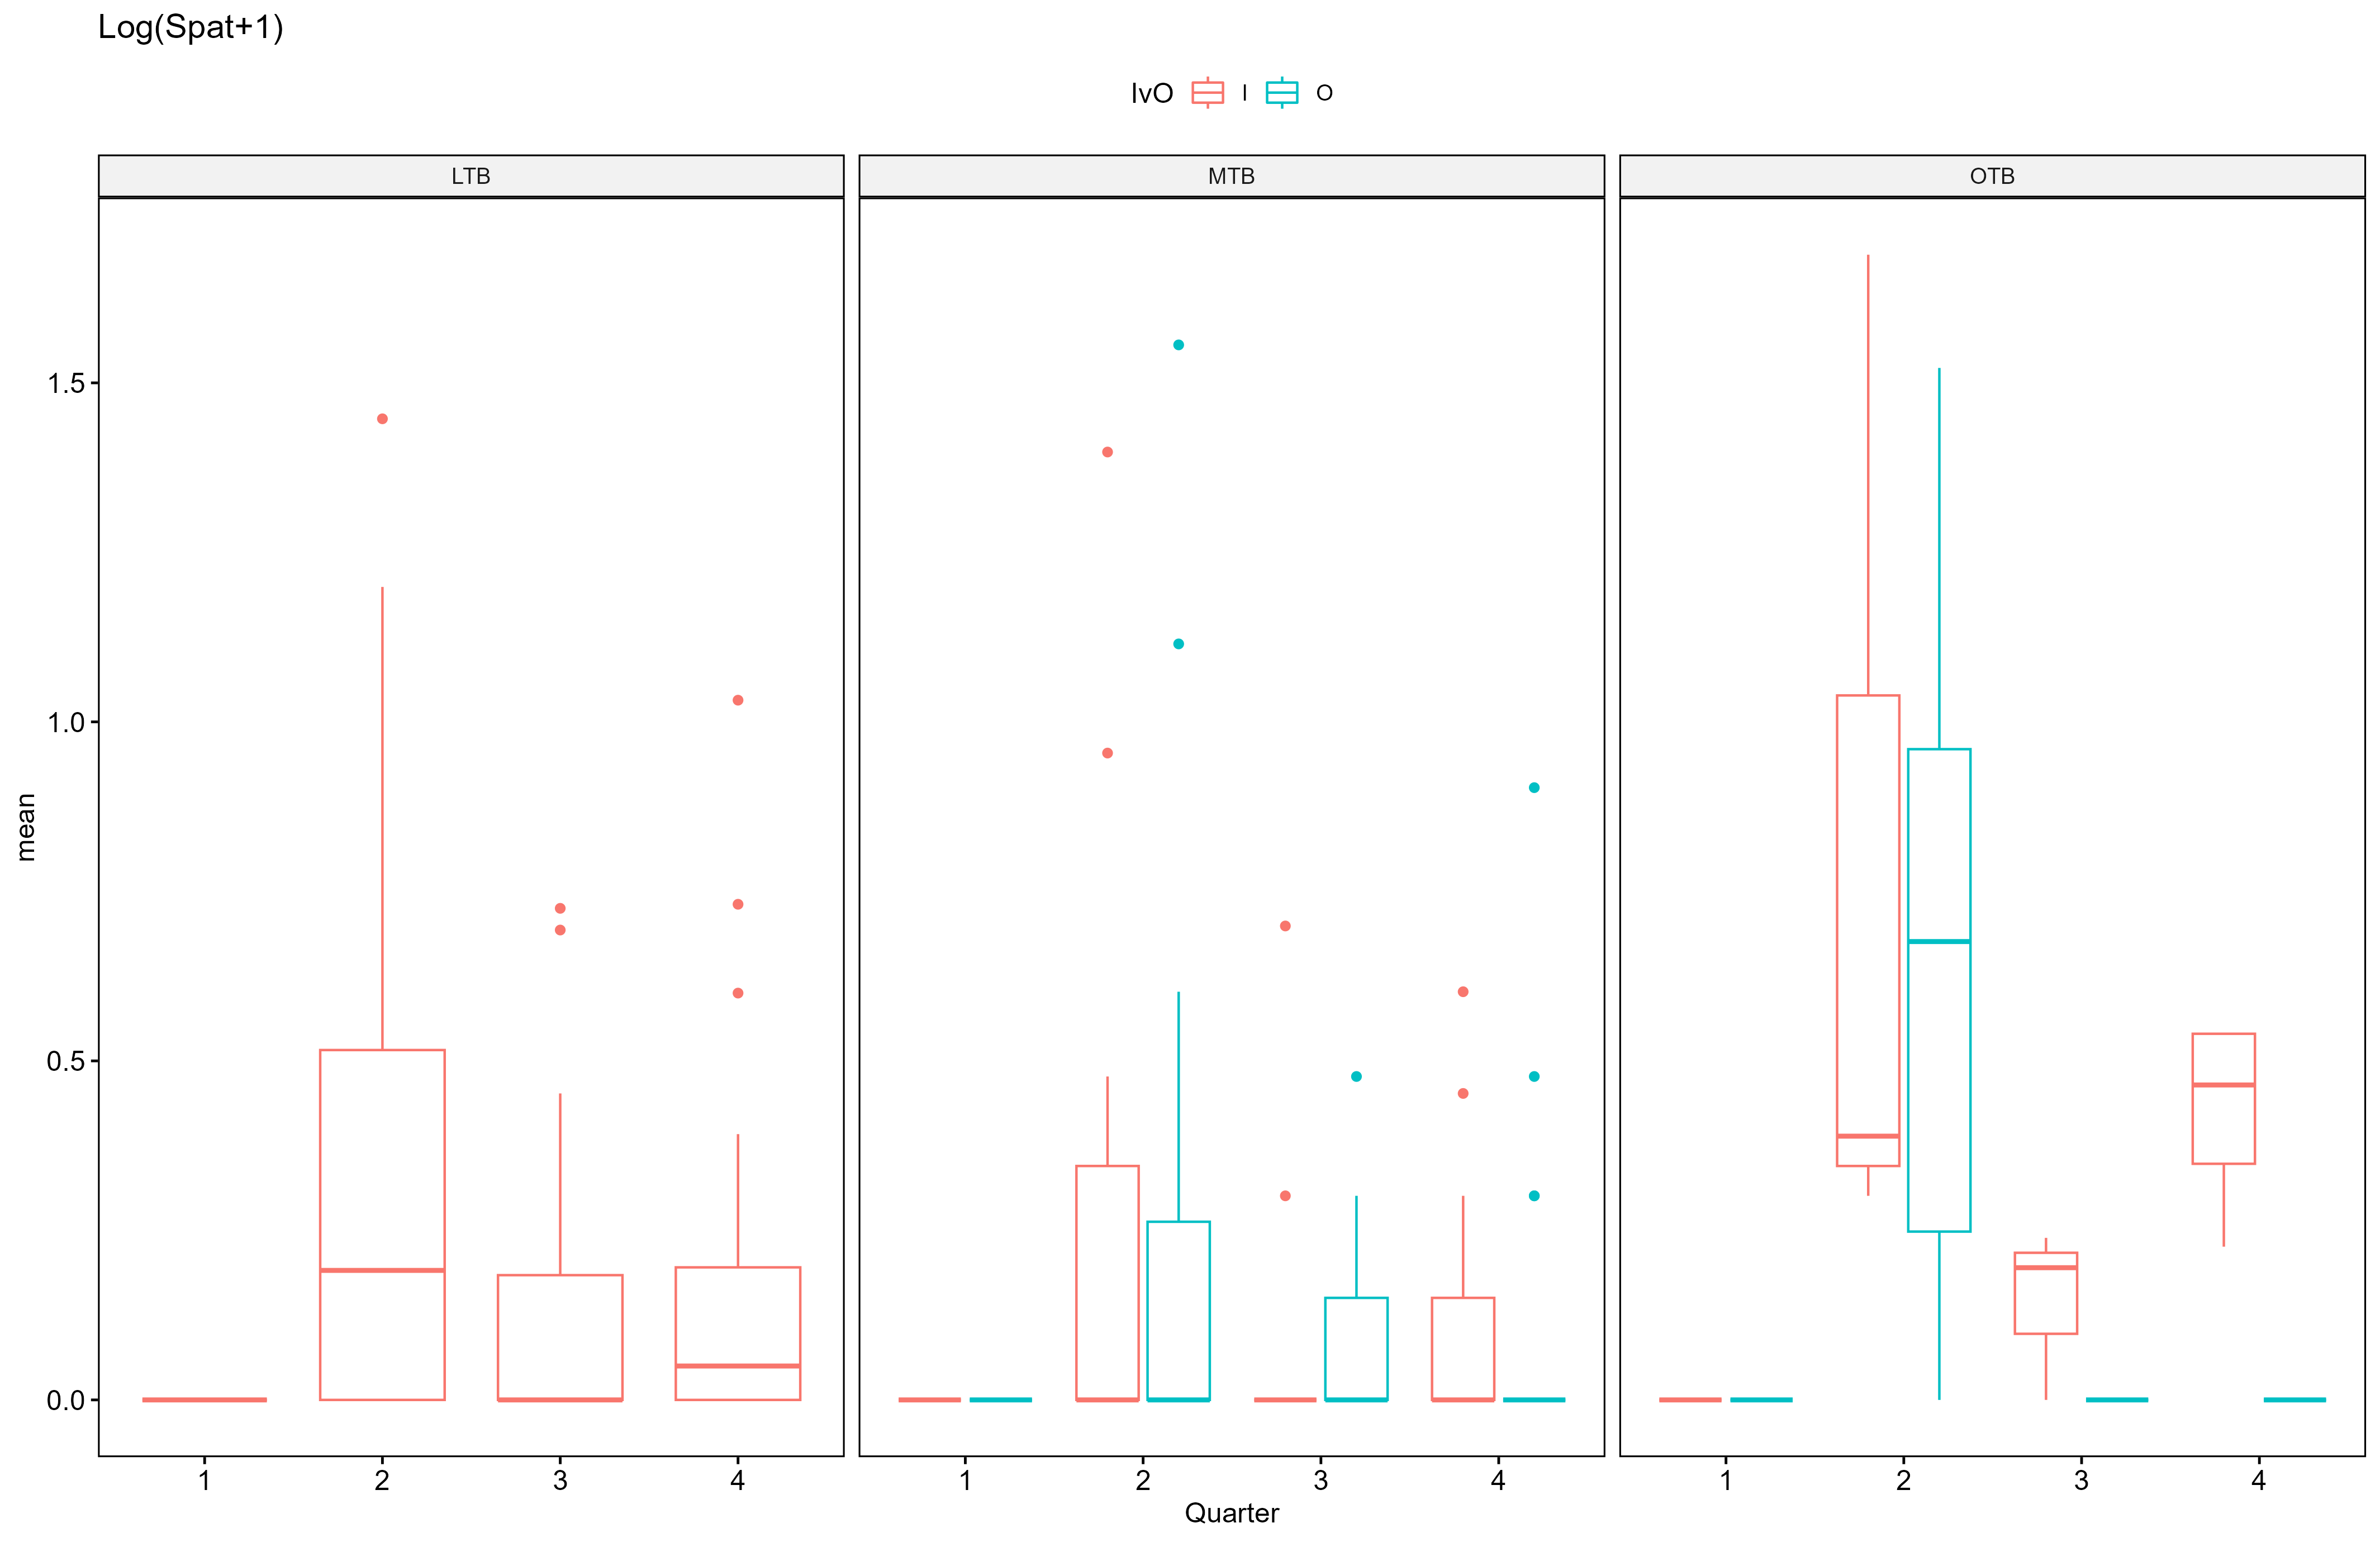 Log(Spat+1)
IvO I O
LTB MTB OTB
1.5
1.0
0.5
0.0
mean
1 2 3 4 1 2 3 4 1 2 3 4
Quarter